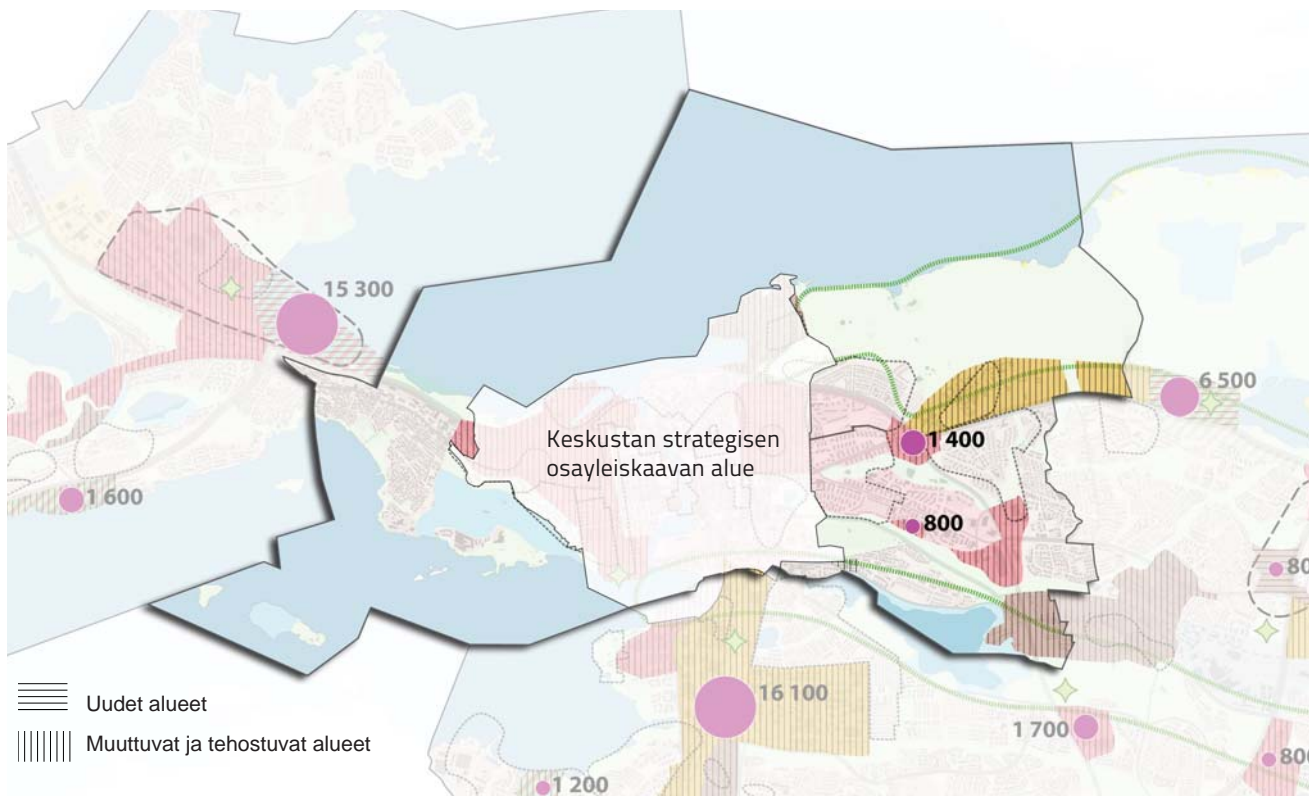 15 300
6 500
Keskustan strategisen
osayleiskaavan alue
1 400
1 600
800
80
16 100
1 700
800
1 200
Uudet alueet
Muuttuvat ja tehostuvat alueet